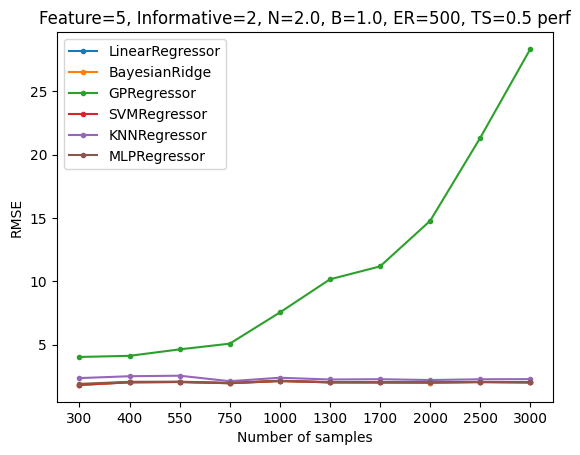 Feature=5, Informative=2, N=2.0, B=1.0, ER=500, TS=0.5 perf
LinearRegressor
BayesianRidge
GPRegressor
SVMRegressor
KNNRegressor
MLPRegressor
25
20
15
10
5
RMSE
300 400 550 750 1000 1300 1700 2000 2500 3000
Number of samples